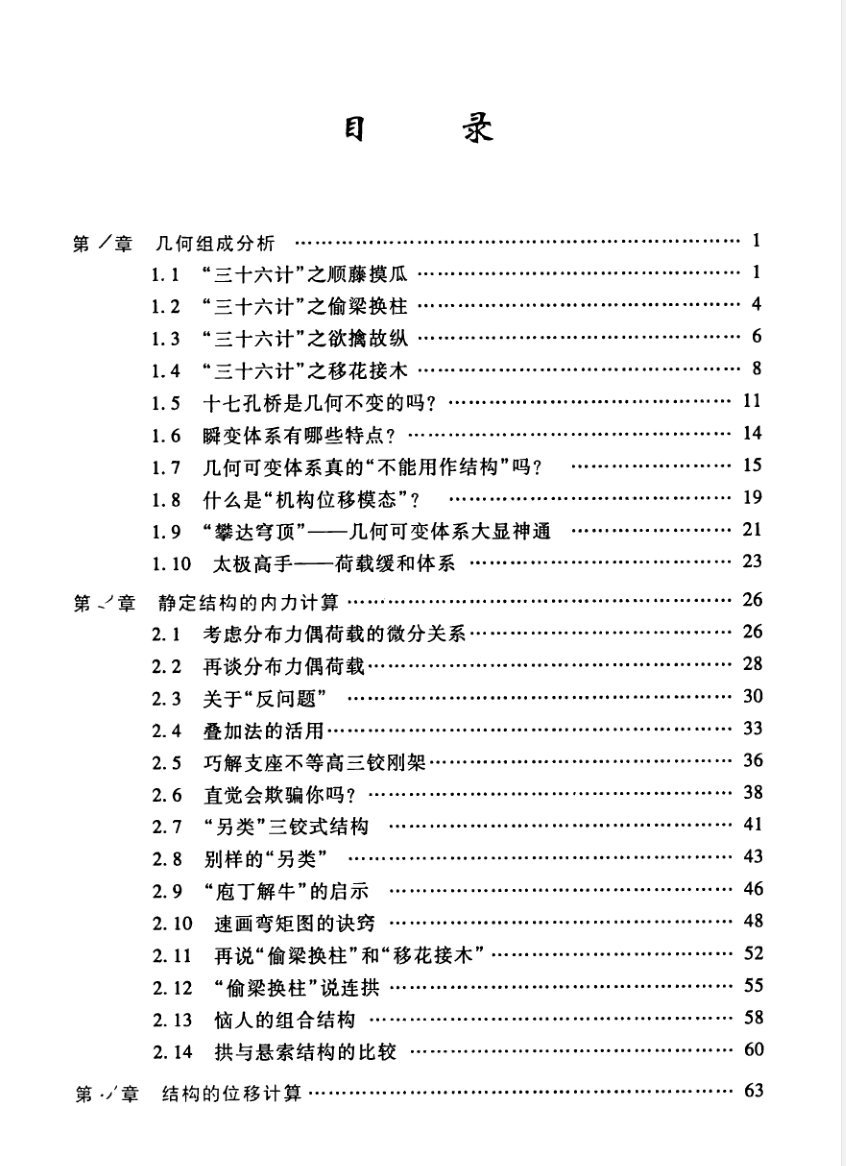 目 录
第 章 几何组成分析 …………………………………………………………… 1
1.1 “三十六计”之顺藤摸瓜 ………………………………………… 1
1.2 “三十六计”之偷梁换柱 ………………………………………… 4
1.3 “三十六计”之欲擒故纵 ………………………………………… 6
1.4 “三十六计”之移花接木 ………………………………………… 8
1.5 十七孔桥是几何不变的吗? …………………………………… 11
1.6 瞬变体系有哪些特点? ………………………………………… 14
1.7 几何可变体系真的“不能用作结构”吗? …………………… 15
1.8 什么是“机构位移模态”? …………………………………… 19
1.9 “攀达穹顶”——几何可变体系大显神通 …………………… 21
1.10 太极高手——荷载缓和体系 ………………………………… 23
第 章 静定结构的内力计算 ………………………………………………… 26
2.1 考虑分布力偶荷载的微分关系………………………………… 26
2.2 再谈分布力偶荷载……………………………………………… 28
2.3 关于“反问题” ………………………………………………… 30
2.4 叠加法的活用…………………………………………………… 33
2.5 巧解支座不等高三铰刚架……………………………………… 36
2.6 直觉会欺骗你吗? ……………………………………………… 38
2.7 “另类”三铰式结构 …………………………………………… 41
2.8 别样的“另类” ………………………………………………… 43
2.9 “庖丁解牛”的启示 …………………………………………… 46
2.10 速画弯矩图的诀窍 …………………………………………… 48
2.11 再说“偷梁换柱”和“移花接木” ………………………………… 52
2.12 “偷梁换柱”说连拱 …………………………………………… 55
2.13 恼人的组合结构 ……………………………………………… 58
2.14 拱与悬索结构的比较 ………………………………………… 60
第 章 结构的位移计算 ……………………………………………………… 63